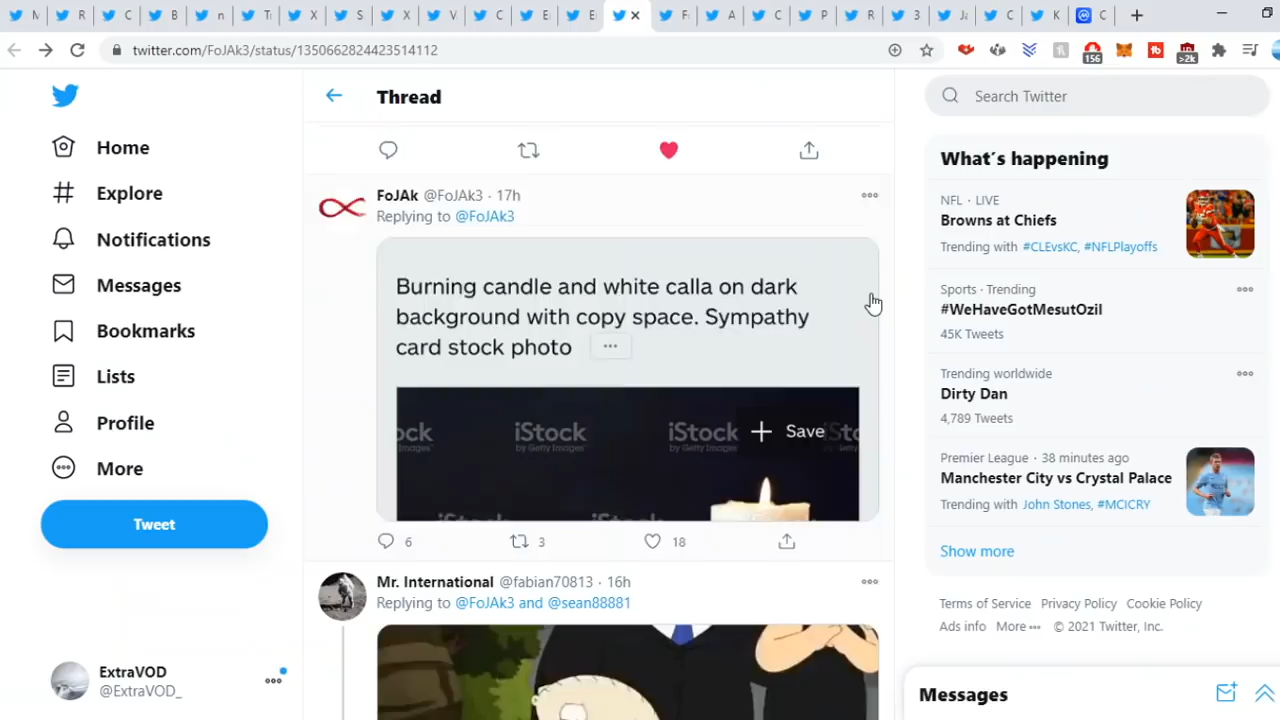 M
R
C
B
n
T
X
S
X
V
C
E
E
F
A
C
P
R
3
J
C
K
C
twitter.com/FoJAk3/status/1350662824423514112
156
>2k
Thread
Search Twitter
Home
Explore
Notifications
Messages
Bookmarks
Lists
Profile
More
Tweet
ExtraVOD
@ExtraVOD_
FoJAk @FoJAk3 · 17h
Replying to @FoJAk3
Burning candle and white calla on dark
background with copy space. Sympathy
card stock photo
iStock
by Getty Images
iStock
by Getty Images
Save
6 3 18
Mr. International @fabian70813 · 16h
Replying to @FoJAk3 and @sean88881
What's happening
NFL · LIVE
Browns at Chiefs
Trending with #CLEvsKC, #NFLPlayoffs
Sports · Trending
#WeHaveGotMesutOzil
45K Tweets
Trending worldwide
Dirty Dan
4,789 Tweets
Premier League · 38 minutes ago
Manchester City vs Crystal Palace
Trending with John Stones, #MCICRY
Show more
Terms of Service Privacy Policy Cookie Policy
Ads info More © 2021 Twitter, Inc.
Messages